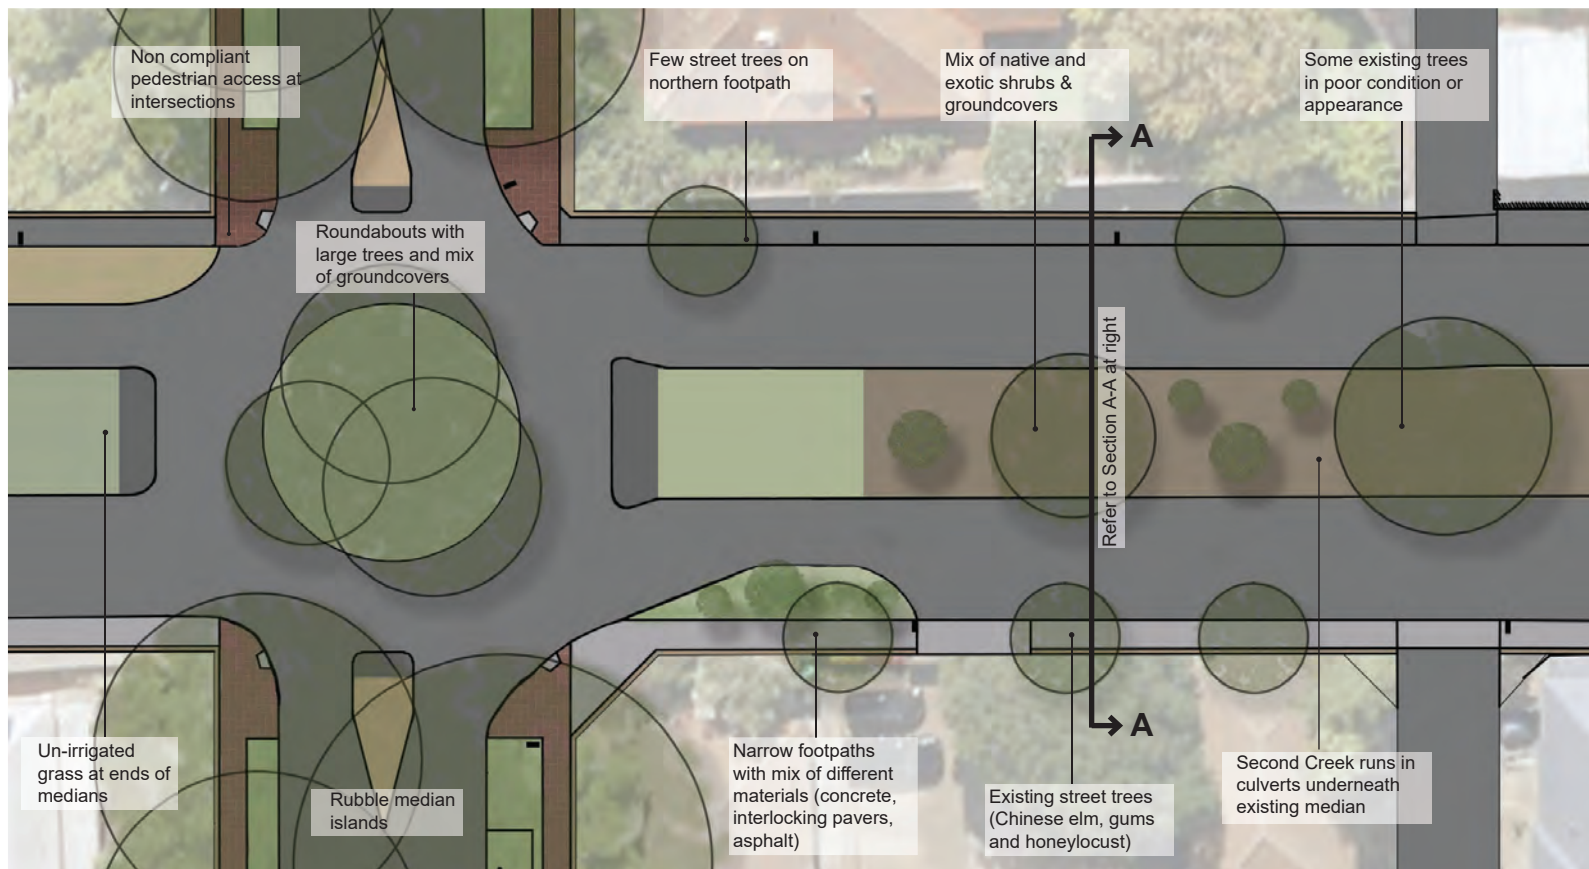 Non compliant
pedestrian access at
intersections
Few street trees on
northern footpath
Mix of native and
exotic shrubs &
groundcovers
Some existing trees
in poor condition or
appearance
A
Roundabouts with
large trees and mix
of groundcovers
Refer to Section A-A at right
A
Un-irrigated
grass at ends of
medians
Rubble median
islands
Narrow footpaths
with mix of different
materials (concrete,
interlocking pavers,
asphalt)
Existing street trees
(Chinese elm, gums
and honeylocust)
Second Creek runs in
culverts underneath
existing median